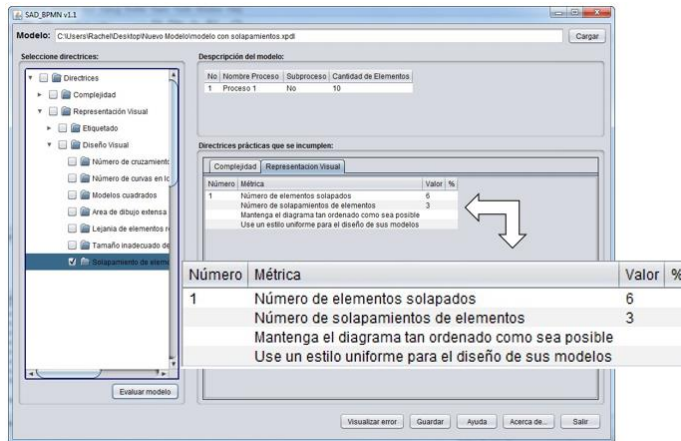 SAD_BPMN v1.1
Modelo: C:\Users\Rachel\Desktop\Nuevo Modelo\modelo con solapamientos.xpdl Cargar
Seleccione directrices:
Directrices
Complejidad
Representación Visual
Etiquetado
Diseño Visual
Número de cruzamient
Número de curvas en lo
Modelos cuadrados
Area de dibujo extensa
Lejania de elementos r
Tamaño inadecuado de
Solapamiento de eleme
Evaluar modelo
Despcripción del modelo:
No Nombre Proceso Subproceso Cantidad de Elementos
1 Proceso 1 No 10
Directrices prácticas que se incumplen:
Complejidad Representacion Visual
Número Métrica Valor %
1 Número de elementos solapados 6
Número de solapamientos de elementos 3
Mantenga el diagrama tan ordenado como sea posible
Use un estilo uniforme para el diseño de sus modelos
Número Métrica Valor %
1 Número de elementos solapados 6
Número de solapamientos de elementos 3
Mantenga el diagrama tan ordenado como sea posible
Use un estilo uniforme para el diseño de sus modelos
Visualizar error Guardar Ayuda Acerca de... Salir